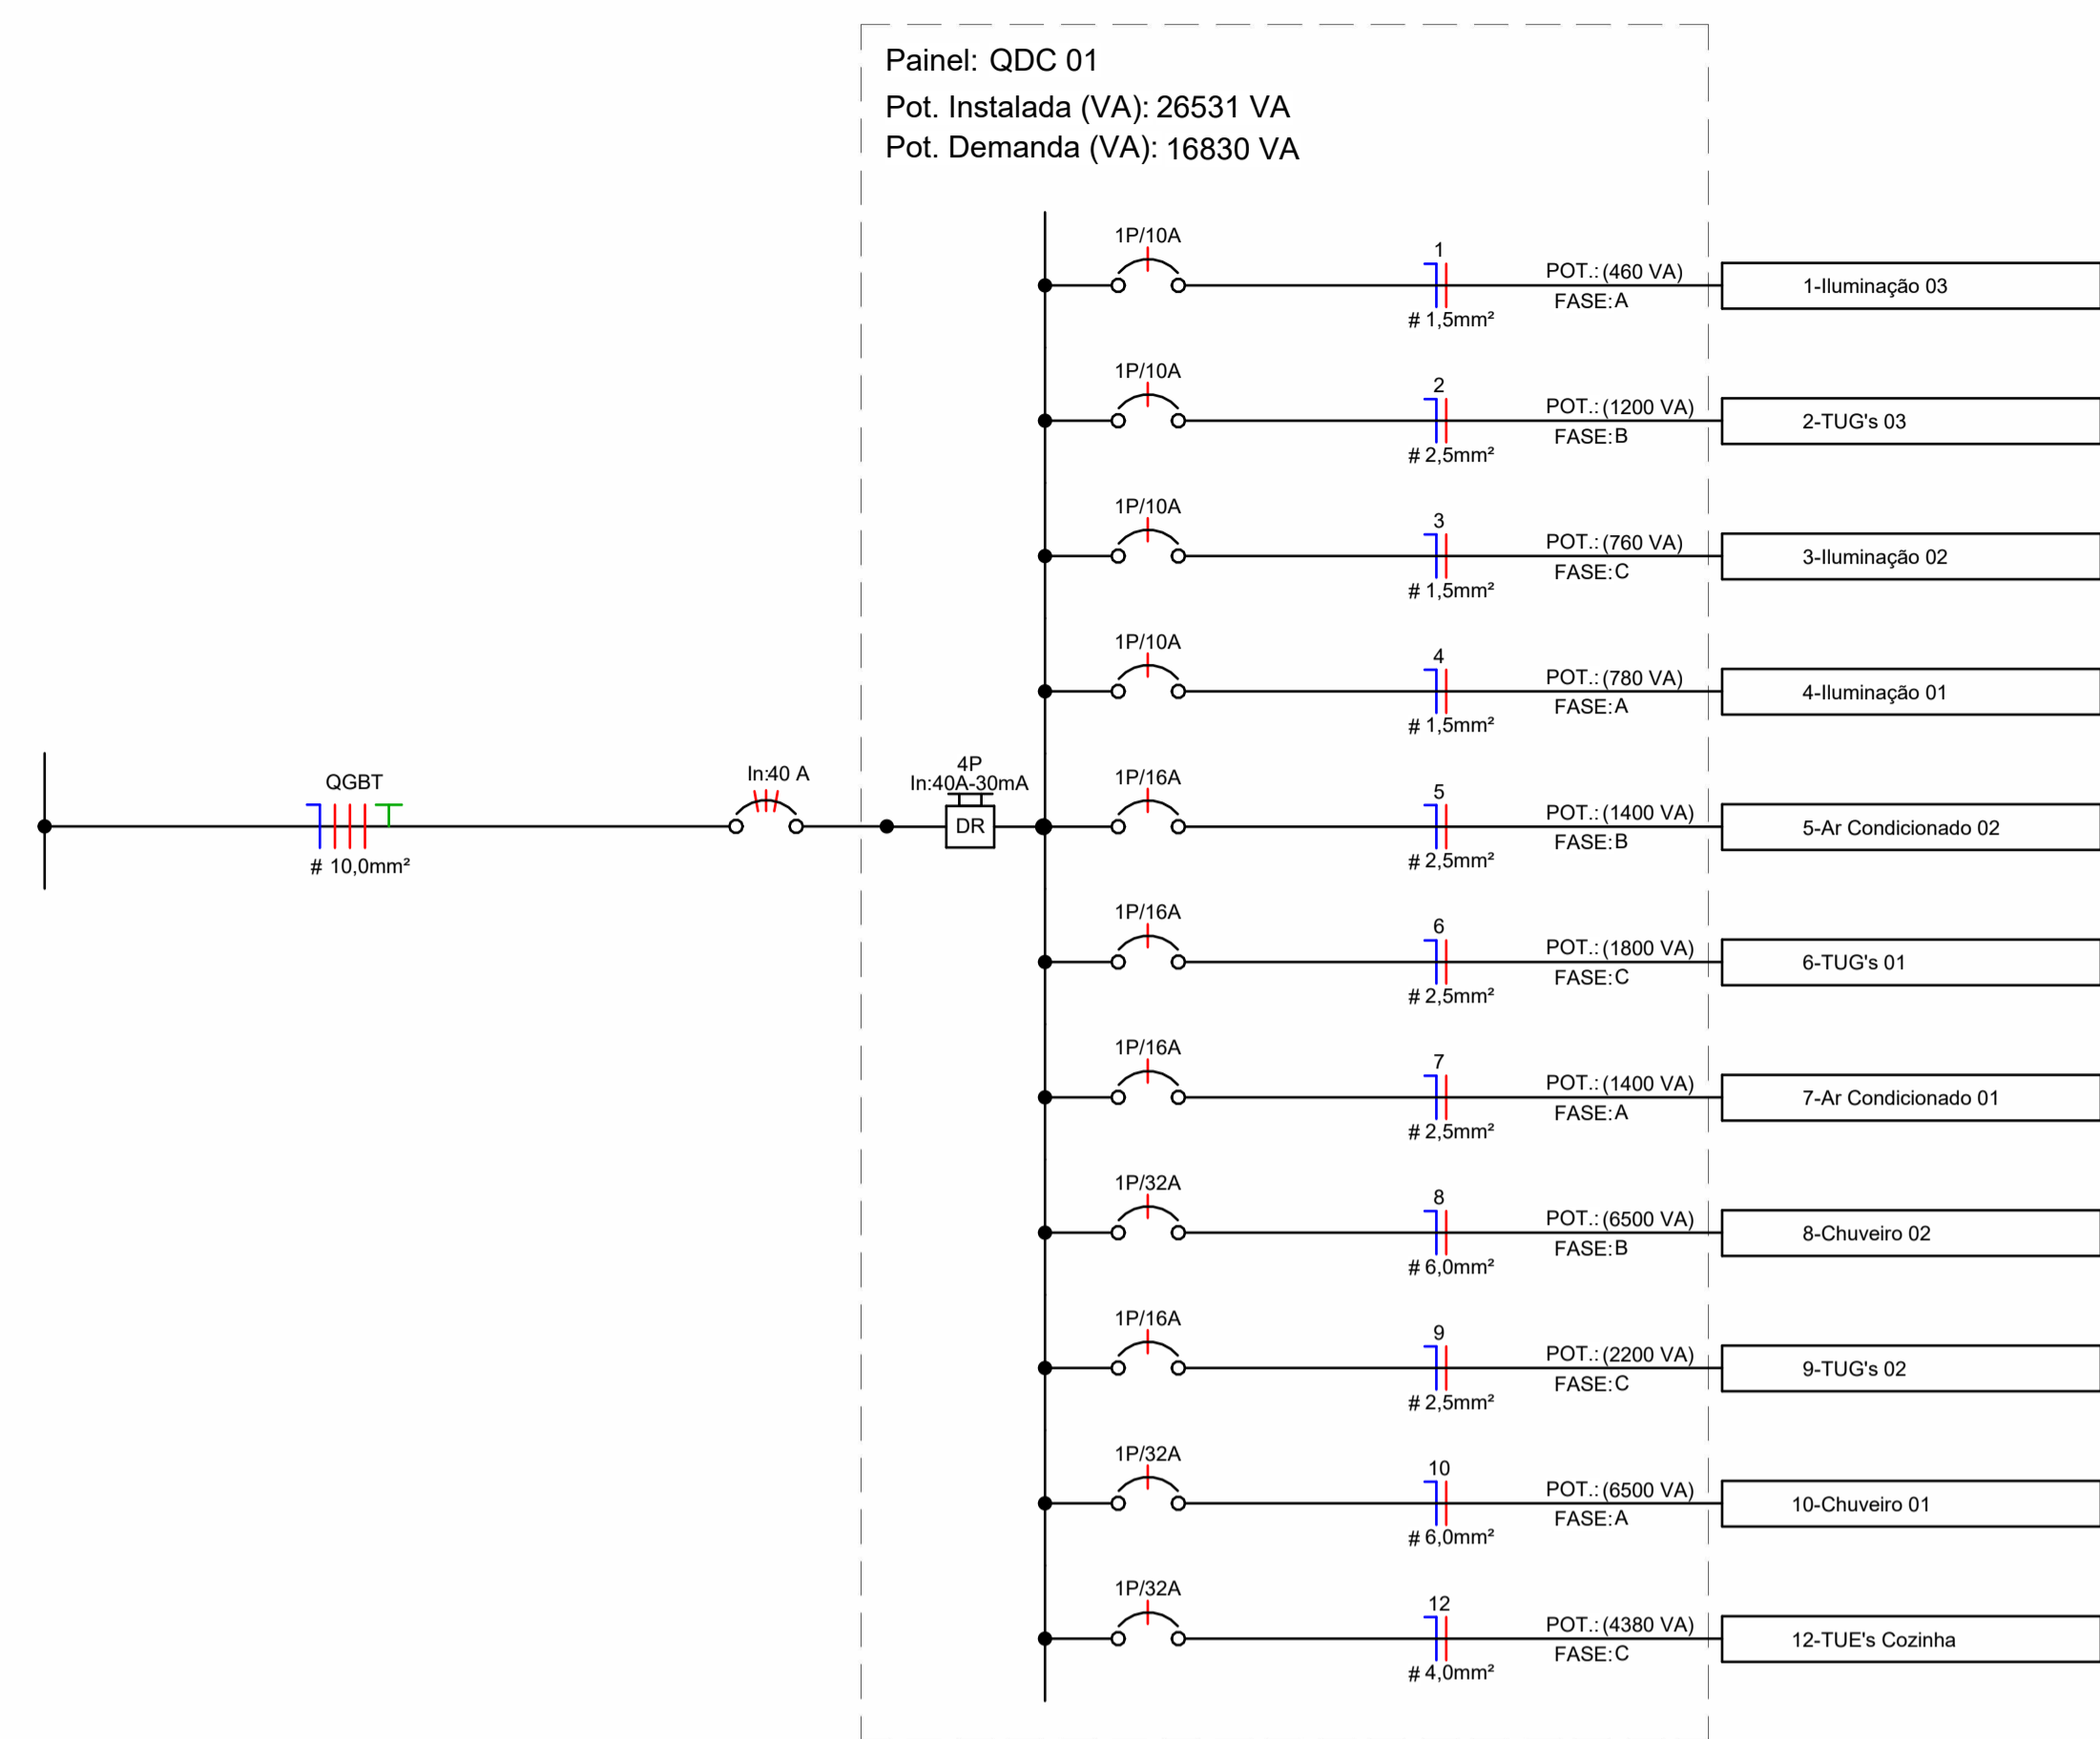 Painel: QDC 01
Pot. Instalada (VA): 26531 VA
Pot. Demanda (VA): 16830 VA
QGBT
# 10,0mm²
In:40 A
4P
In:40A-30mA
DR
1P/10A
1
# 1,5mm²
POT.: (460 VA)
FASE: A
1-Iluminação 03
1P/10A
2
# 2,5mm²
POT.: (1200 VA)
FASE: B
2-TUG's 03
1P/10A
3
# 1,5mm²
POT.: (760 VA)
FASE: C
3-Iluminação 02
1P/10A
4
# 1,5mm²
POT.: (780 VA)
FASE: A
4-Iluminação 01
1P/16A
5
# 2,5mm²
POT.: (1400 VA)
FASE: B
5-Ar Condicionado 02
1P/16A
6
# 2,5mm²
POT.: (1800 VA)
FASE: C
6-TUG's 01
1P/16A
7
# 2,5mm²
POT.: (1400 VA)
FASE: A
7-Ar Condicionado 01
1P/32A
8
# 6,0mm²
POT.: (6500 VA)
FASE: B
8-Chuveiro 02
1P/16A
9
# 2,5mm²
POT.: (2200 VA)
FASE: C
9-TUG's 02
1P/32A
10
# 6,0mm²
POT.: (6500 VA)
FASE: A
10-Chuveiro 01
1P/32A
12
# 4,0mm²
POT.: (4380 VA)
FASE: C
12-TUE's Cozinha